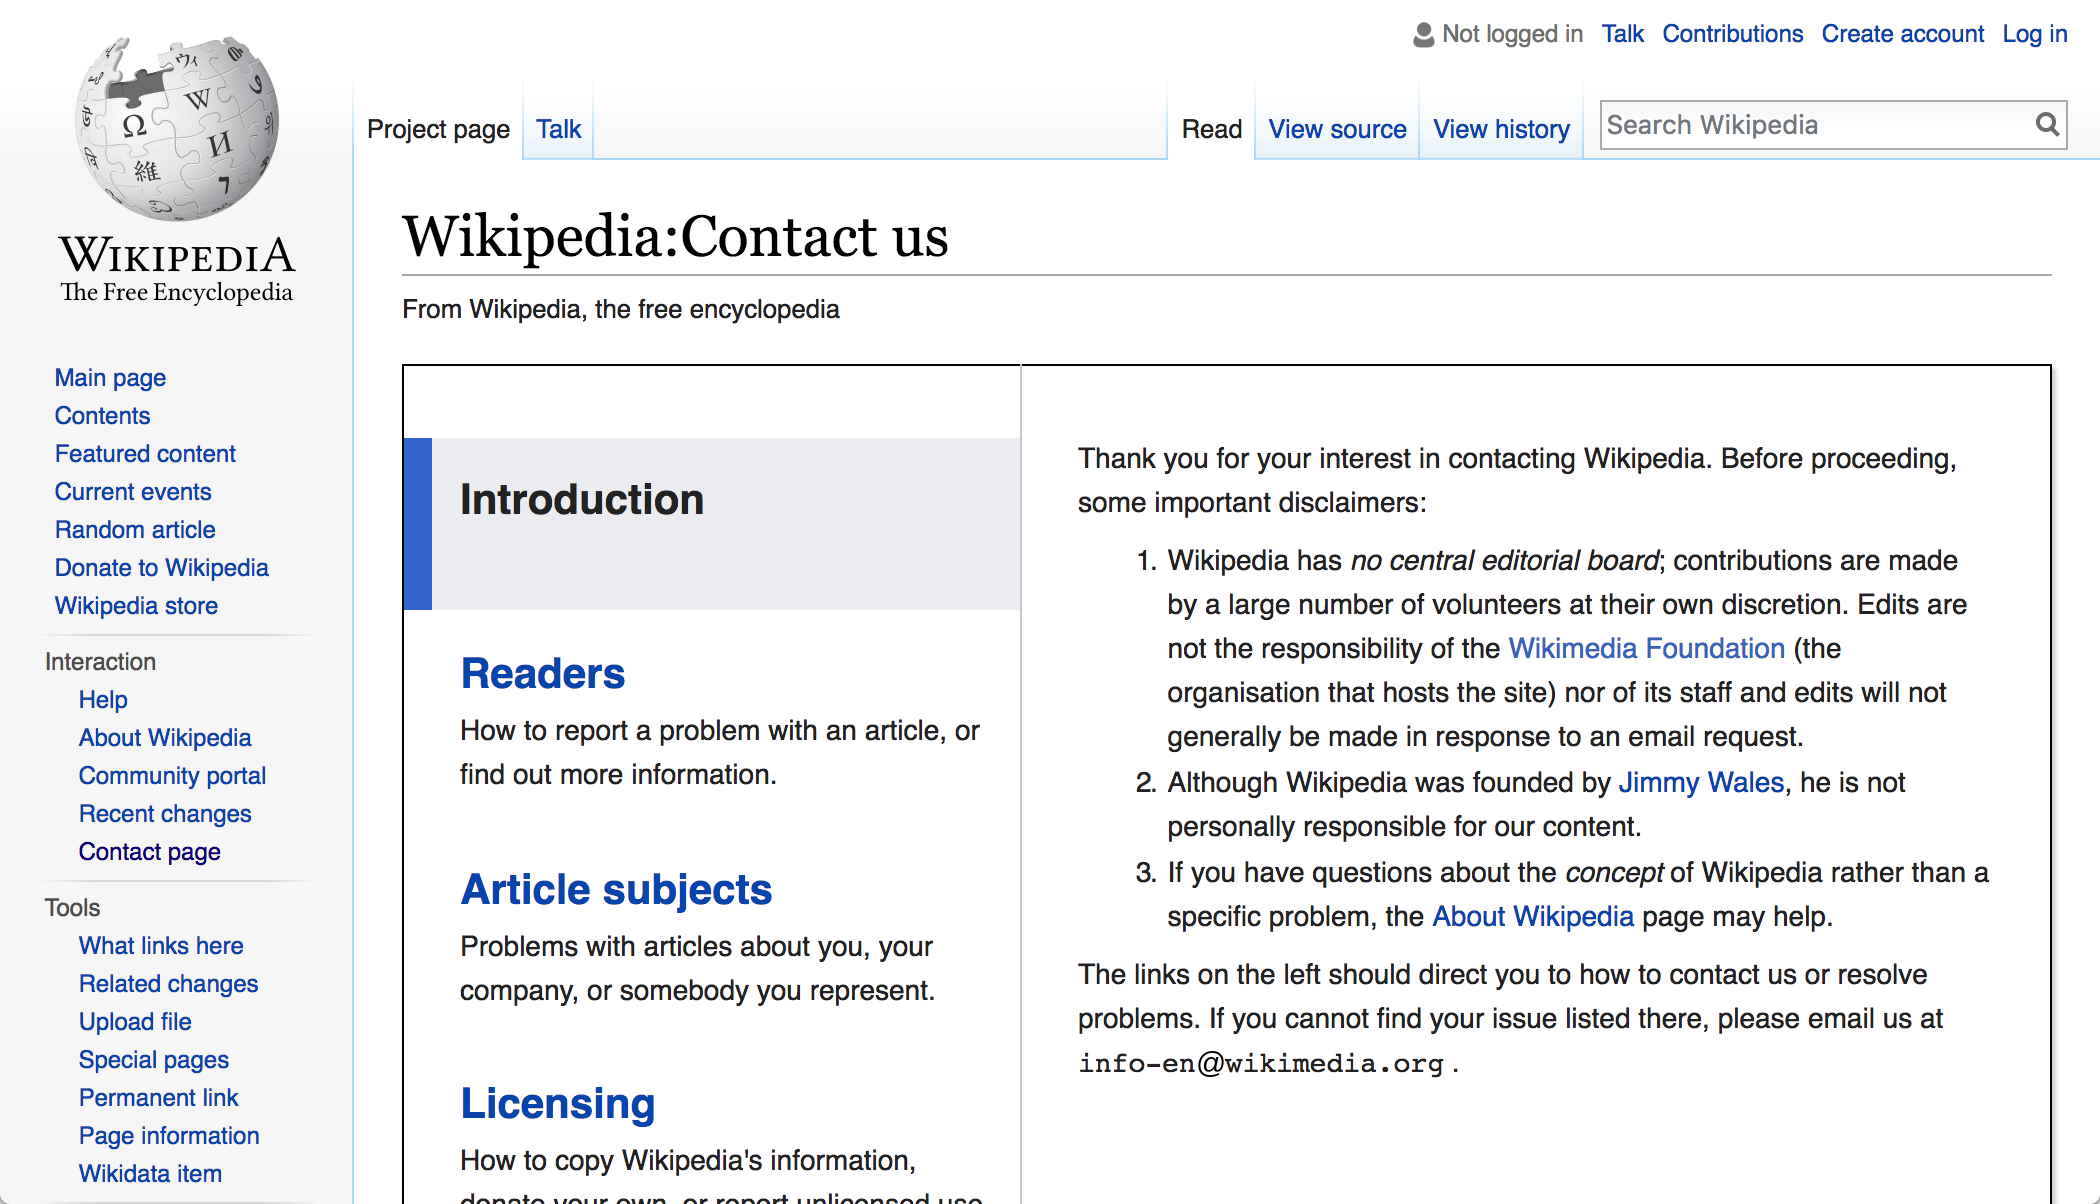 Not logged in Talk Contributions Create account Log in
Project page Talk Read View source View history Search Wikipedia
Ω W И 維 ウィ 7
WIKIPEDIA
The Free Encyclopedia
Main page
Contents
Featured content
Current events
Random article
Donate to Wikipedia
Wikipedia store
Interaction
Help
About Wikipedia
Community portal
Recent changes
Contact page
Tools
What links here
Related changes
Upload file
Special pages
Permanent link
Page information
Wikidata item
Wikipedia:Contact us
From Wikipedia, the free encyclopedia
Introduction
Readers
How to report a problem with an article, or
find out more information.
Article subjects
Problems with articles about you, your
company, or somebody you represent.
Licensing
How to copy Wikipedia's information,
donate your own, or report unlicensed use
Thank you for your interest in contacting Wikipedia. Before proceeding,
some important disclaimers:
1. Wikipedia has no central editorial board; contributions are made
by a large number of volunteers at their own discretion. Edits are
not the responsibility of the Wikimedia Foundation (the
organisation that hosts the site) nor of its staff and edits will not
generally be made in response to an email request.
2. Although Wikipedia was founded by Jimmy Wales, he is not
personally responsible for our content.
3. If you have questions about the concept of Wikipedia rather than a
specific problem, the About Wikipedia page may help.
The links on the left should direct you to how to contact us or resolve
problems. If you cannot find your issue listed there, please email us at
info-en@wikimedia.org .